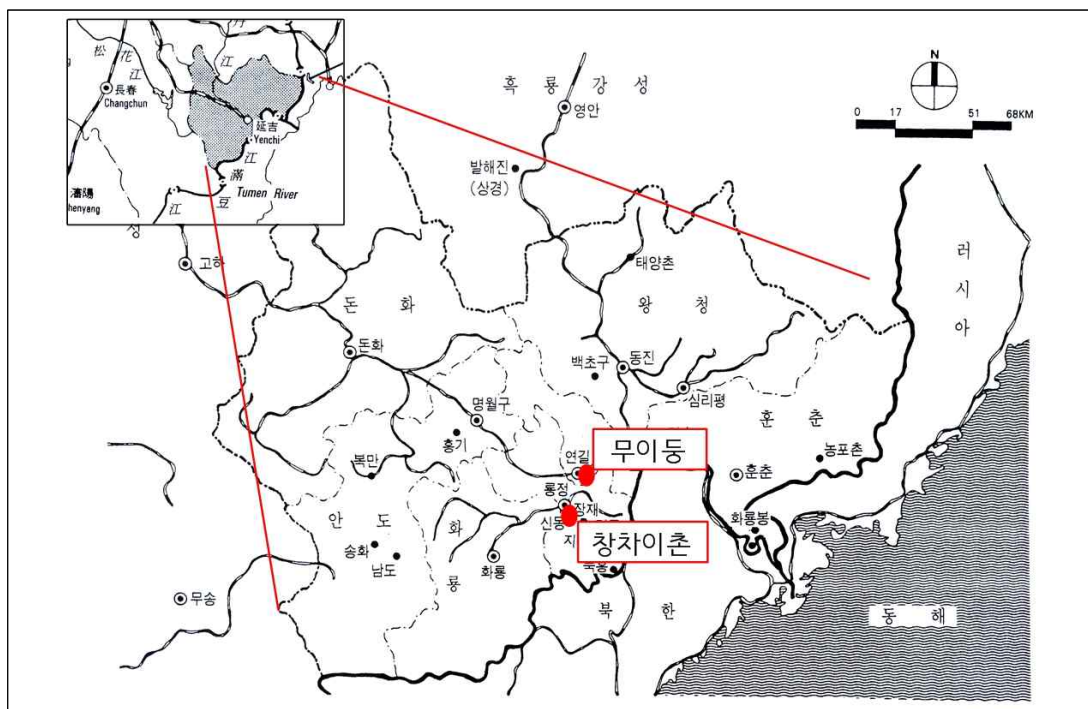 松
花
江
丹
江
長春
Changchun
延吉
Yenchi
江
滿
豆
江
Tumen River
瀋陽
henyang
성
흑 룡 강 성
영안
발해진
(상경)
N
0 17 51 68KM
고하
태양촌
왕 청
러
시
아
돈 화
돈화
백초구
동진
심리평
명월구
홍기
훈 춘
농포촌
훈춘
화룡봉
복만
연길
무이둥
룡정
장재
신동
지
창차이촌
안 도
송화
남도
화
룡
화룡
무송
북 한
동 해